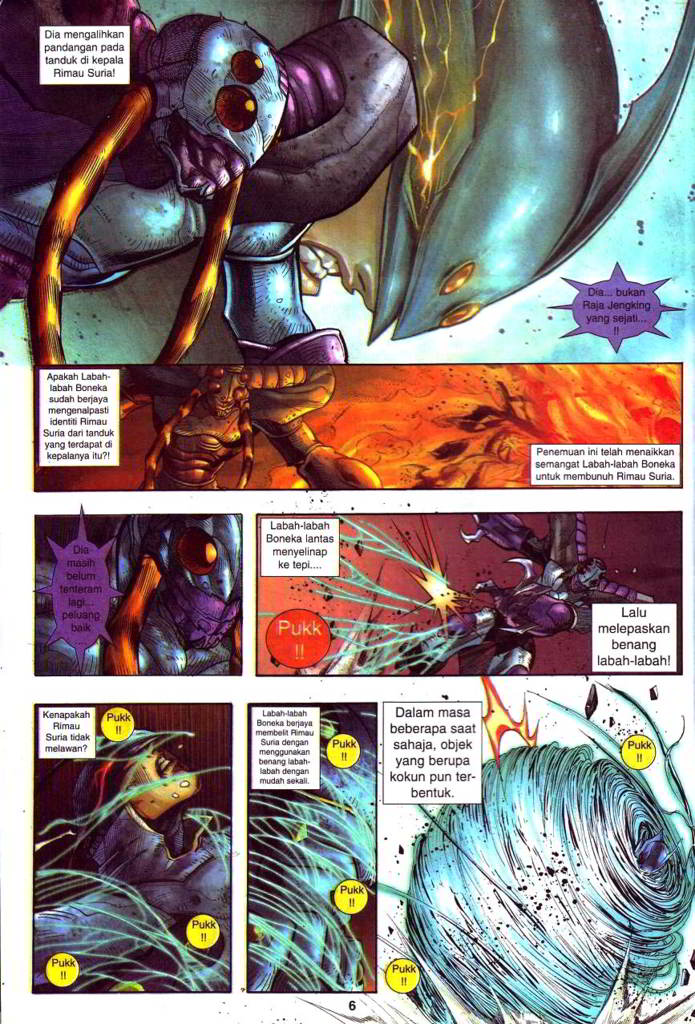 Dia mengalihkan
pandangan pada
tanduk di kepala
Rimau Suria!
Dia... bukan
Raja Jengking
yang sejati...
!!
Apakah Labah-
labah Boneka
sudah berjaya
mengenalpasti
identiti Rimau
Suria dari tanduk
yang terdapat di
kepalanya itu?!
Penemuan ini telah menaikkan
semangat Labah-labah Boneka
untuk membunuh Rimau Suria.
Dia
masih
belum
tenteram
lagi...
peluang
baik
Labah-labah
Boneka lantas
menyelinap
ke tepi....
Pukk
!!
Lalu
melepaskan
benang
labah-labah!
Kenapakah
Rimau
Suria tidak
melawan?
Pukk
!!
Pukk
!!
Pukk
!!
Labah-labah
Boneka berjaya
membelit Rimau
Suria dengan
menggunakan
benang labah-
labah dengan
mudah sekali.
Pukk
!!
Pukk
!!
Dalam masa
beberapa saat
sahaja, objek
yang berupa
kokun pun ter-
bentuk.
Pukk
!!
Pukk
!!
6